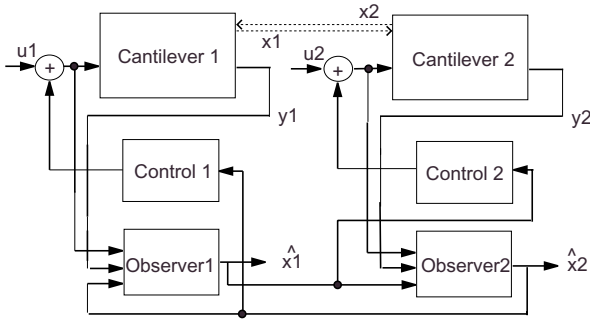 x2
x1
u1
+
Cantilever 1
u2
+
Cantilever 2
y1
y2
Control 1
Control 2
Observer1
x̂1
Observer2
x̂2